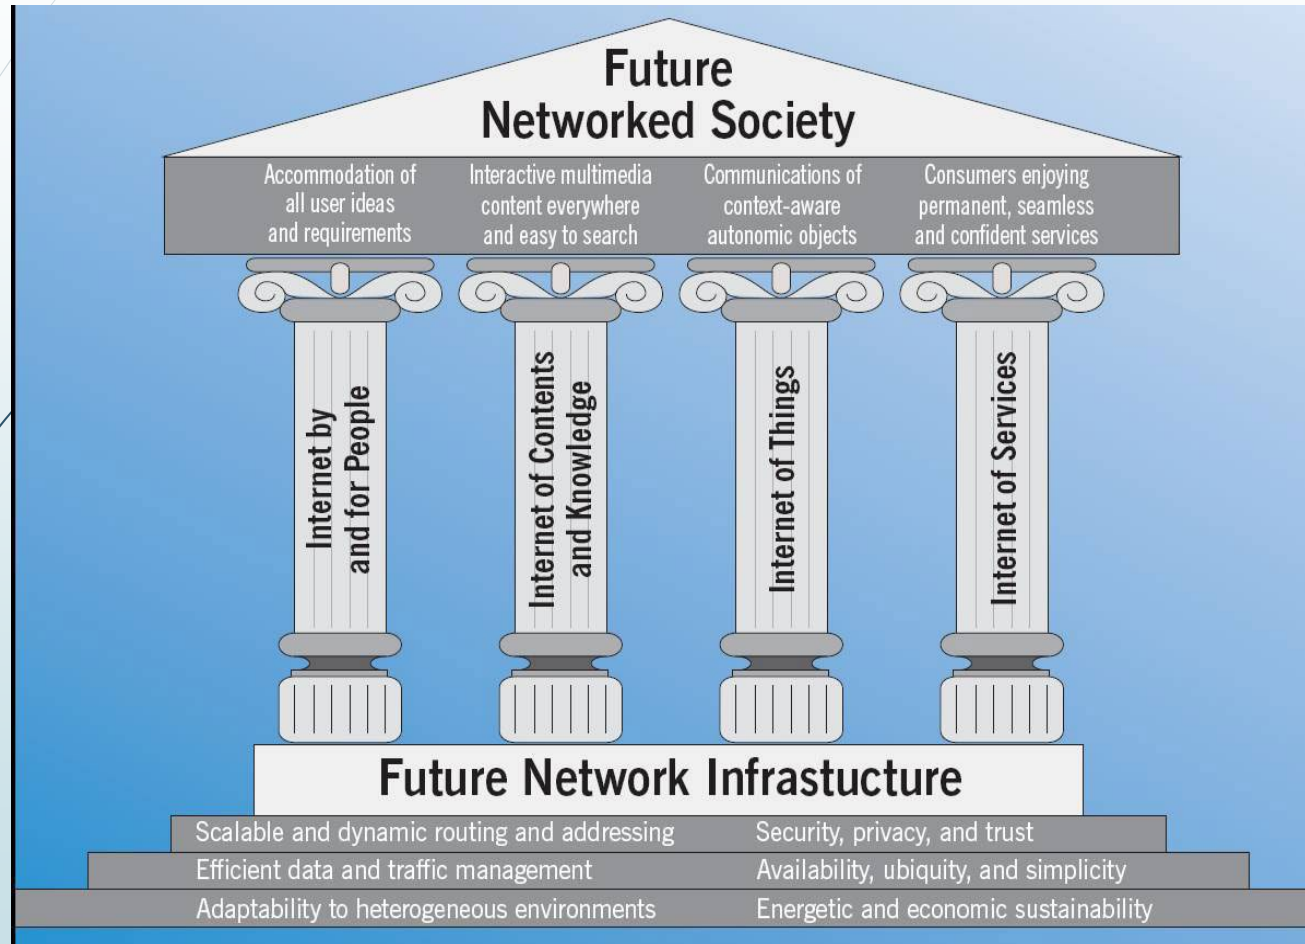 Future
Networked Society
Accommodation of
all user ideas
and requirements
Interactive multimedia
content everywhere
and easy to search
Communications of
context-aware
autonomic objects
Consumers enjoying
permanent, seamless
and confident services
Internet by
and for People
Internet of Contents
and Knowledge
Internet of Things
Internet of Services
Future Network Infrastucture
Scalable and dynamic routing and addressing
Security, privacy, and trust
Efficient data and traffic management
Availability, ubiquity, and simplicity
Adaptability to heterogeneous environments
Energetic and economic sustainability